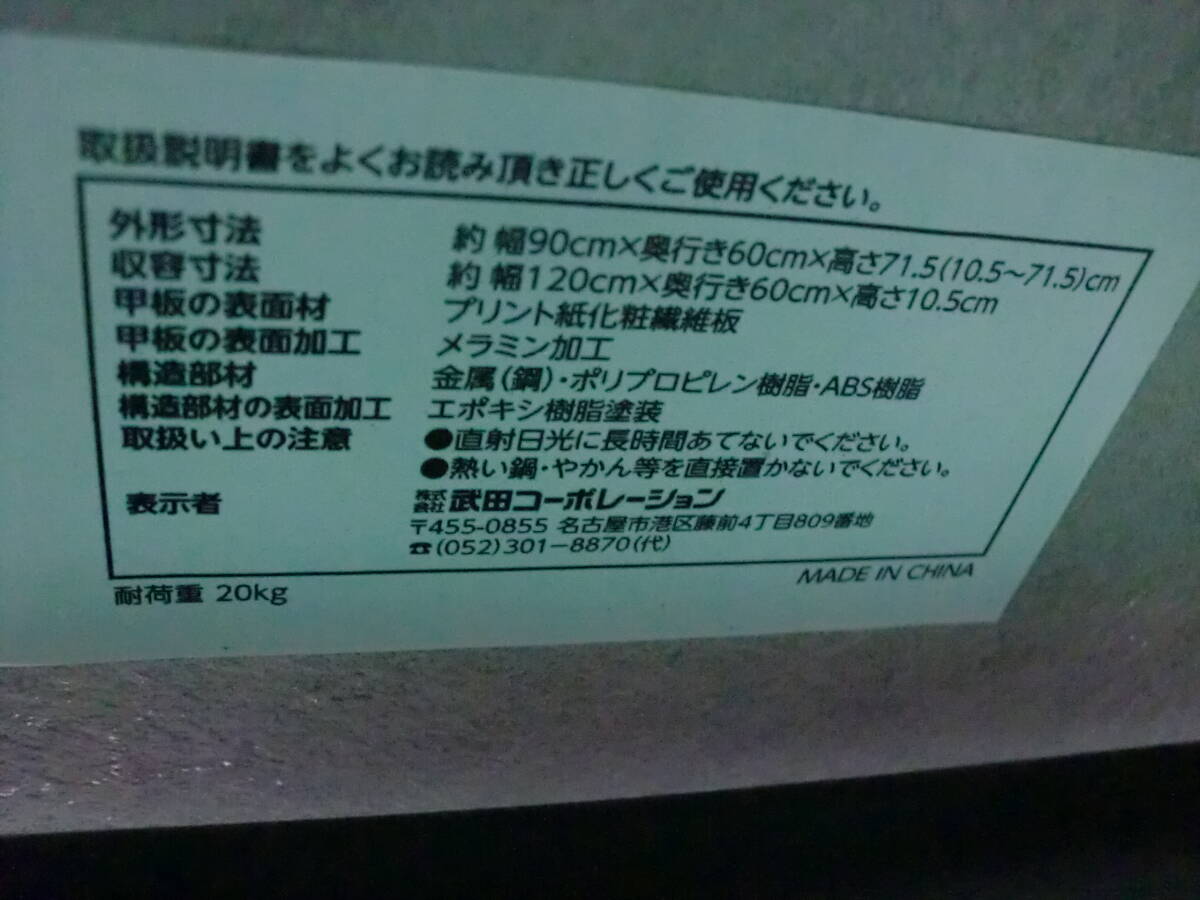 取扱説明書をよくお読み頂き正しくご使用ください。
外形寸法 約 幅90cm×奥行き60cm×高さ71.5(10.5～71.5)cm
収容寸法 約 幅120cm×奥行き60cm×高さ10.5cm
甲板の表面材 プリント紙化粧繊維板
甲板の表面加工 メラミン加工
構造部材 金属(鋼)・ポリプロピレン樹脂・ABS樹脂
構造部材の表面加工 エポキシ樹脂塗装
取扱い上の注意 ●直射日光に長時間あてないでください。
●熱い鍋・やかん等を直接置かないでください。
表示者 株式会社 武田コーポレーション
〒455-0855 名古屋市港区藤前4丁目809番地
☎(052)301-8870(代)
耐荷重 20kg MADE IN CHINA